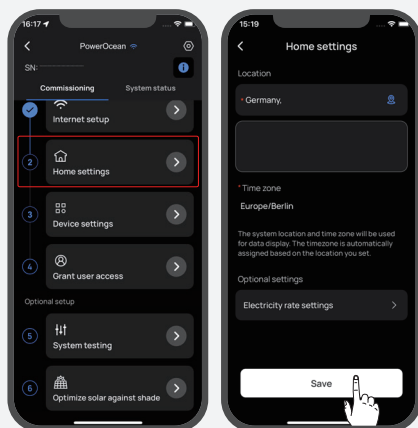 16:17
PowerOcean
SN:
Commissioning
System status
Internet setup
2
Home settings
3
Device settings
4
Grant user access
Optional setup
5
System testing
6
Optimize solar against shade
15:19
Home settings
Location
* Germany,
* Time zone
Europe/Berlin
The system location and time zone will be used
for data display. The timezone is automatically
assigned based on the location you set.
Optional settings
Electricity rate settings
Save